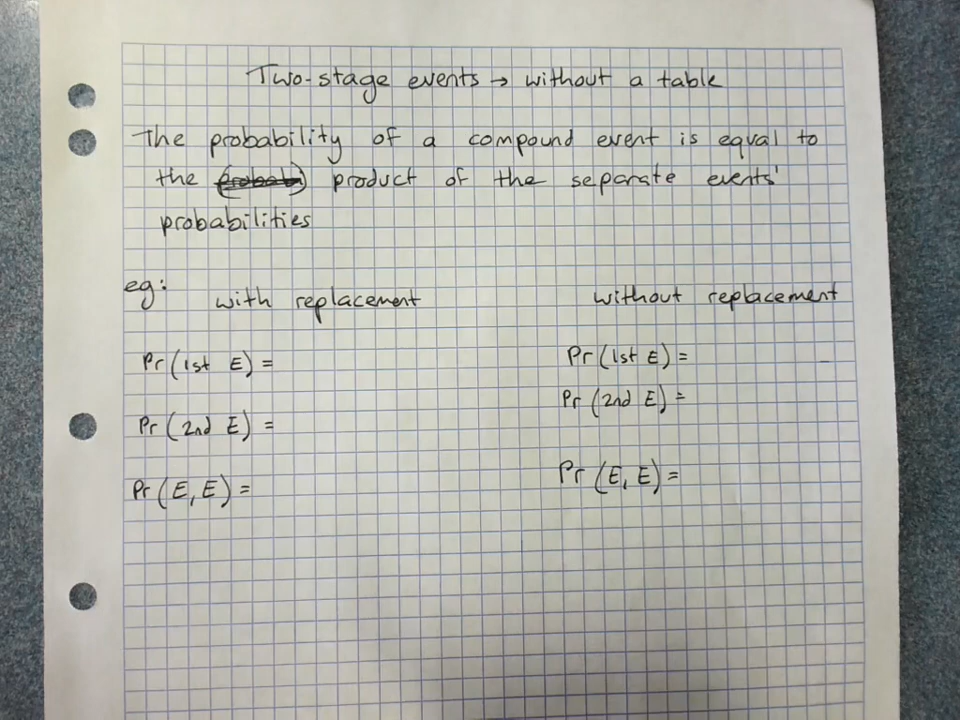 Two-stage events → without a table
The probability of a compound event is equal to
the product of the separate events'
probabilities
eg: with replacement without replacement
Pr (1st E) = Pr (1st E) =
Pr (2nd E) = Pr (2nd E) =
Pr (E, E) = Pr (E, E) =